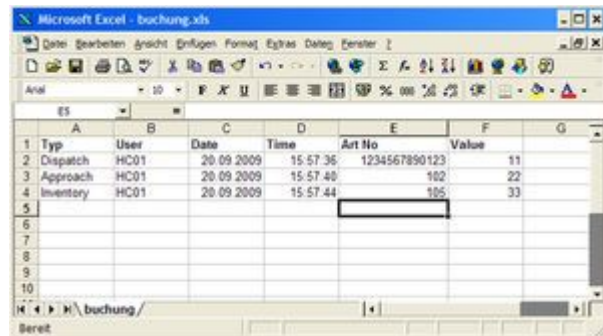 Microsoft Excel - buchung.xls
Datei Bearbeiten Ansicht Einfügen Format Extras Daten Fenster ?
Arial 10 F K U % 000
E5 =
A B C D E F G
1 Typ User Date Time Art No Value
2 Dispatch HC01 20.09.2009 15:57:36 1234567890123 11
3 Approach HC01 20.09.2009 15:57:40 102 22
4 Inventory HC01 20.09.2009 15:57:44 105 33
5
6
7
8
9
10
buchung
Bereit